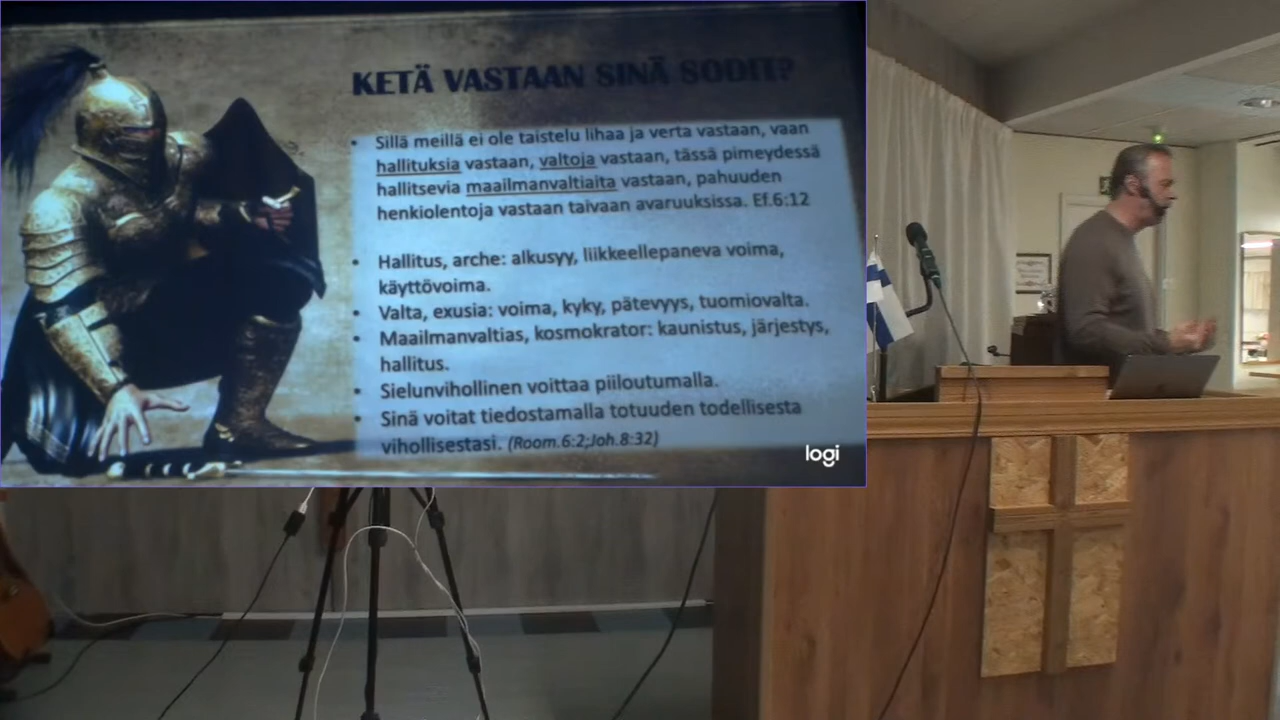 KETÄ VASTAAN SINÄ SODIT?
• Sillä meillä ei ole taistelu lihaa ja verta vastaan, vaan
hallituksia vastaan, valtoja vastaan, tässä pimeydessä
hallitsevia maailmanvaltiaita vastaan, pahuuden
henkiolentoja vastaan taivaan avaruuksissa. Ef.6:12
• Hallitus, arche: alkusyy, liikkeellepaneva voima,
käyttövoima.
• Valta, exusia: voima, kyky, pätevyys, tuomiovalta.
• Maailmanvaltias, kosmokrator: kaunistus, järjestys,
hallitus.
• Sielunvihollinen voittaa piiloutumalla.
• Sinä voitat tiedostamalla totuuden todellisesta
vihollisestasi. (Room.6:2;Joh.8:32)
logi